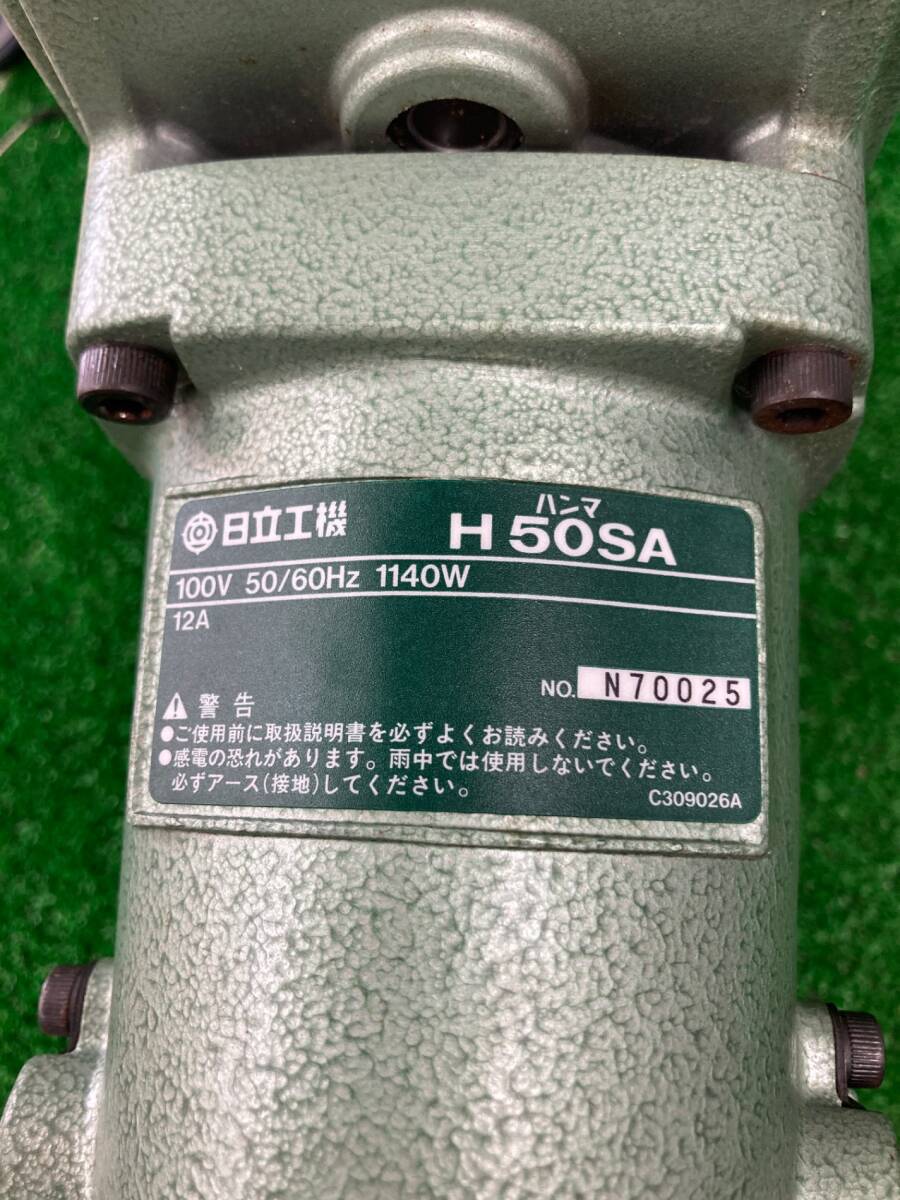 日立工機
ハンマ
H 50SA
100V 50/60Hz 1140W
12A
NO. N70025
警告
●ご使用前に取扱説明書を必ずよくお読みください。
●感電の恐れがあります。雨中では使用しないでください。
必ずアース(接地)してください。
C309026A